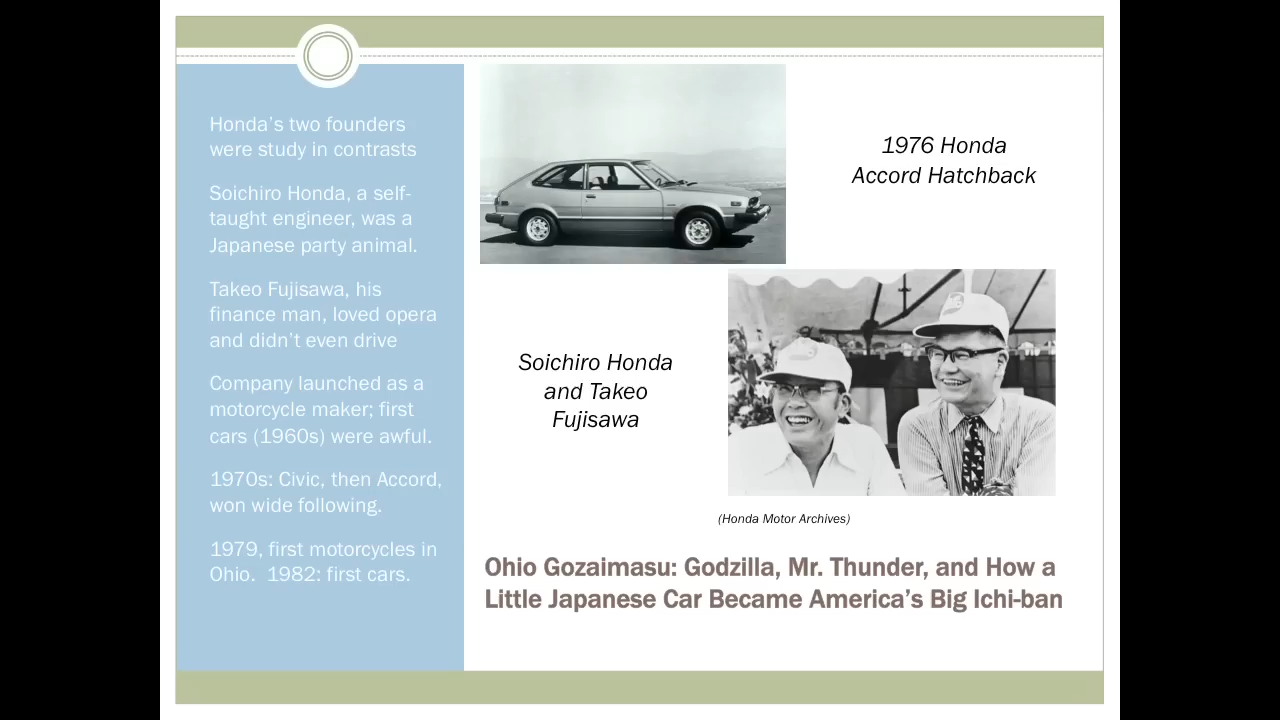 Honda's two founders
were study in contrasts
Soichiro Honda, a self-
taught engineer, was a
Japanese party animal.
Takeo Fujisawa, his
finance man, loved opera
and didn't even drive
Company launched as a
motorcycle maker; first
cars (1960s) were awful.
1970s: Civic, then Accord,
won wide following.
1979, first motorcycles in
Ohio.  1982: first cars.
1976 Honda
Accord Hatchback
Soichiro Honda
and Takeo
Fujisawa
(Honda Motor Archives)
Ohio Gozaimasu: Godzilla, Mr. Thunder, and How a
Little Japanese Car Became America's Big Ichi-ban